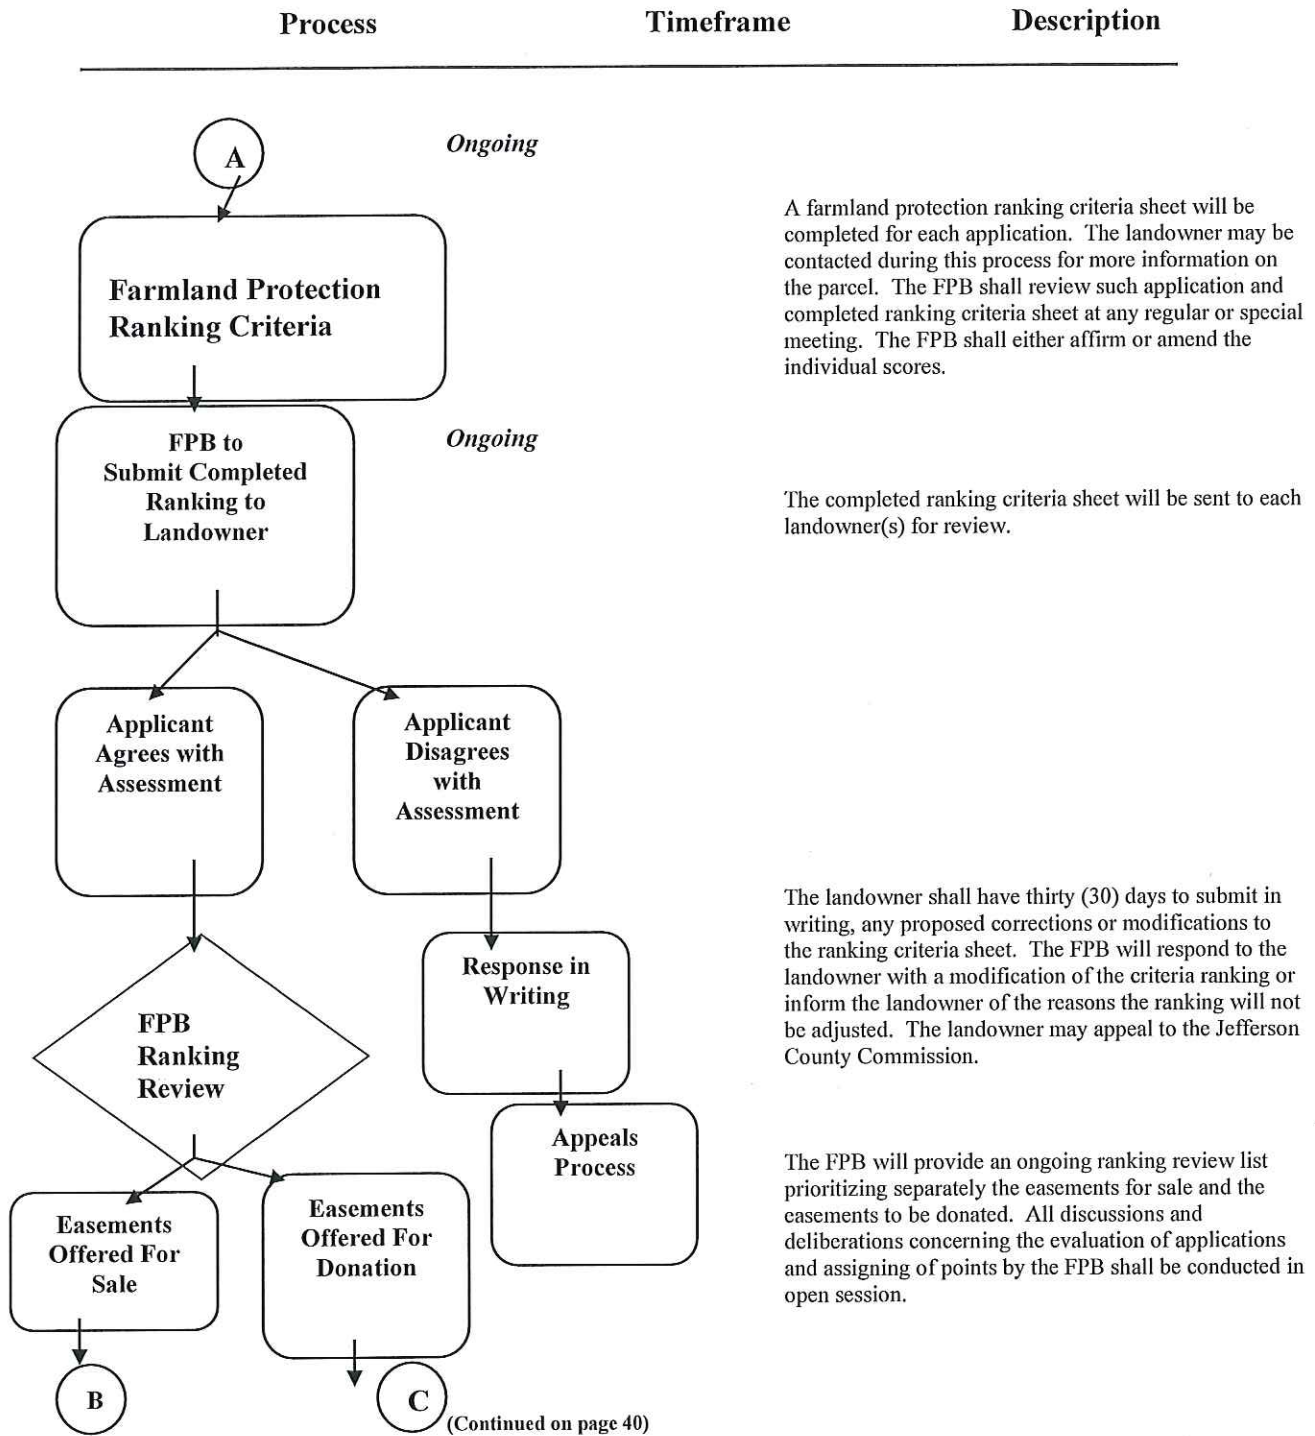 Process Timeframe Description
A
Ongoing
Farmland Protection
Ranking Criteria
A farmland protection ranking criteria sheet will be
completed for each application. The landowner may be
contacted during this process for more information on
the parcel. The FPB shall review such application and
completed ranking criteria sheet at any regular or special
meeting. The FPB shall either affirm or amend the
individual scores.
FPB to
Submit Completed
Ranking to
Landowner
Ongoing
The completed ranking criteria sheet will be sent to each
landowner(s) for review.
Applicant
Agrees with
Assessment
Applicant
Disagrees
with
Assessment
The landowner shall have thirty (30) days to submit in
writing, any proposed corrections or modifications to
the ranking criteria sheet. The FPB will respond to the
landowner with a modification of the criteria ranking or
inform the landowner of the reasons the ranking will not
be adjusted. The landowner may appeal to the Jefferson
County Commission.
Response in
Writing
FPB
Ranking
Review
Appeals
Process
The FPB will provide an ongoing ranking review list
prioritizing separately the easements for sale and the
easements to be donated. All discussions and
deliberations concerning the evaluation of applications
and assigning of points by the FPB shall be conducted in
open session.
Easements
Offered For
Sale
Easements
Offered For
Donation
B
C
(Continued on page 40)